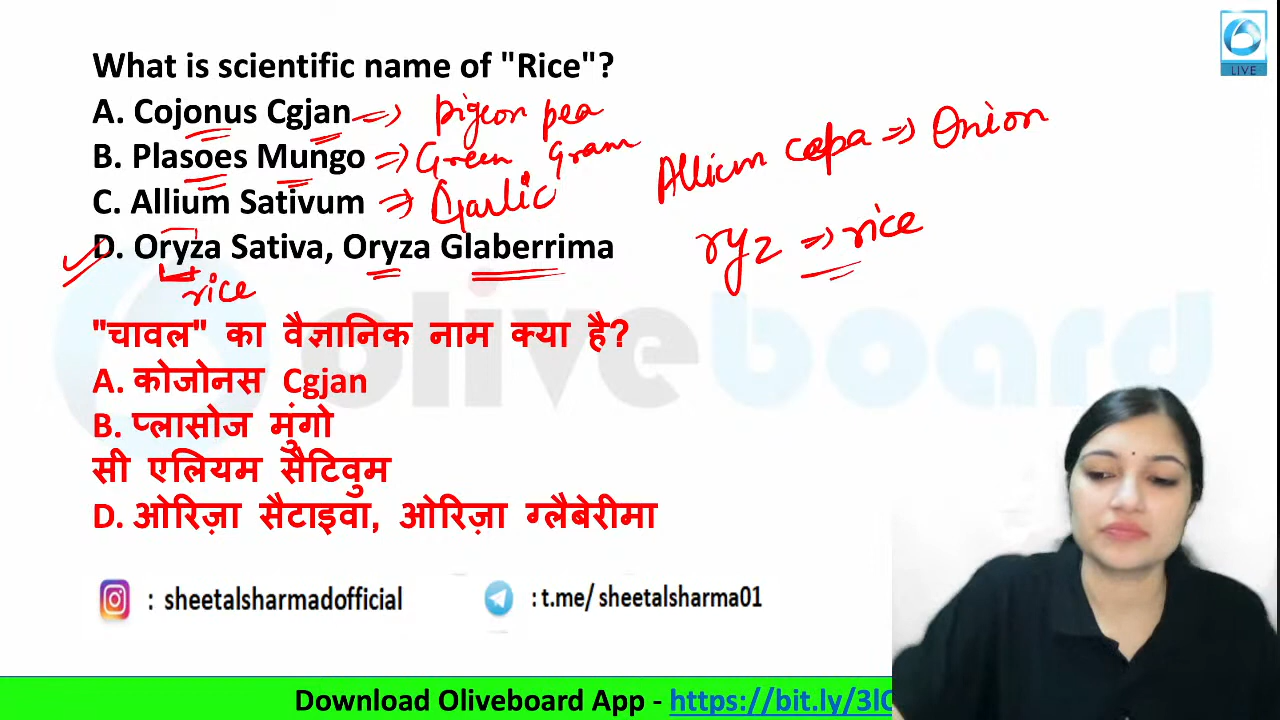 LIVE
What is scientific name of "Rice"?
A. Cojonus Cgjan => Pigeon pea
B. Plasoes Mungo => Green gram
Allium cepa => Onion
C. Allium Sativum => Garlic
D. Oryza Sativa, Oryza Glaberrima
ryz => rice
rice
oliveboard
"चावल" का वैज्ञानिक नाम क्या है?
A. कोजोनस Cgjan
B. प्लासोज मुंगो
सी एलियम सैटिवुम
D. ओरिज़ा सैटाइवा, ओरिज़ा ग्लैबेरीमा
: sheetalsharmadofficial
: t.me/ sheetalsharma01
Download Oliveboard App - https://bit.ly/3l